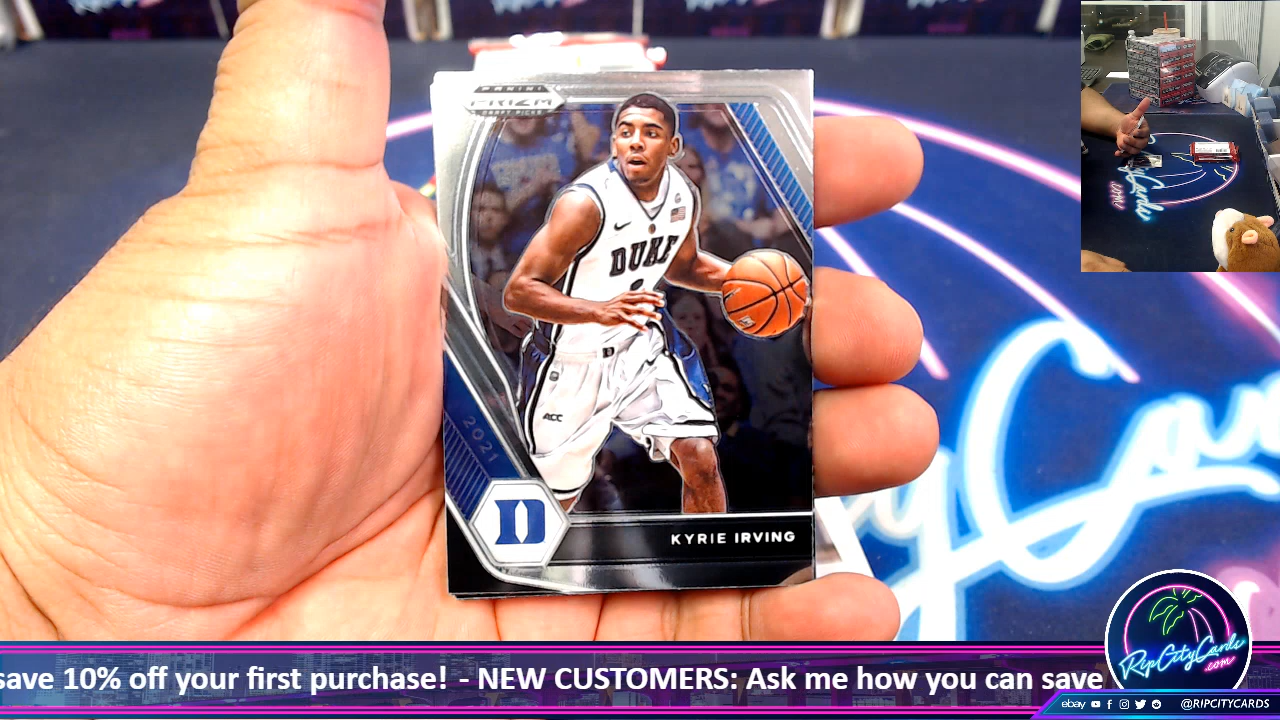 PANINI
PRIZM
DRAFT PICKS
DUKE
ACC
2021
D
KYRIE IRVING
save 10% off your first purchase! - NEW CUSTOMERS: Ask me how you can save
RipCityCards
.com
ebay
@RIPCITYCARDS